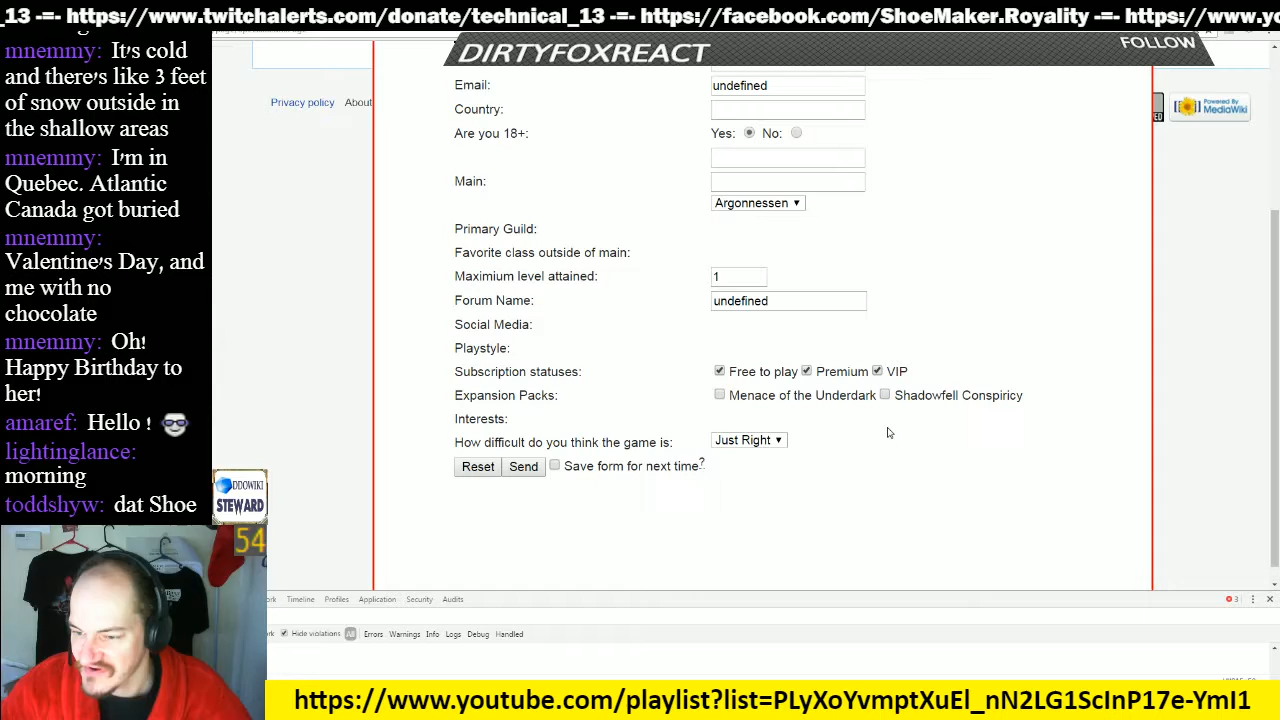 _13 -=- https://www.twitchalerts.com/donate/technical_13 -=- https://facebook.com/ShoeMaker.Royality -=- https://www.yo
DIRTYFOXREACT
FOLLOW
mnemmy: It's cold
and there's like 3 feet
of snow outside in
the shallow areas
mnemmy: I'm in
Quebec. Atlantic
Canada got buried
mnemmy:
Valentine's Day, and
me with no
chocolate
mnemmy: Oh!
Happy Birthday to
her!
amaref: Hello !
lightinglance:
morning
toddshyw: dat Shoe
Privacy policy About
Powered By
MediaWiki
Email: undefined
Country:
Are you 18+: Yes: No:
Main:
Argonnessen
Primary Guild:
Favorite class outside of main:
Maximum level attained: 1
Forum Name: undefined
Social Media:
Playstyle:
Subscription statuses: Free to play Premium VIP
Expansion Packs: Menace of the Underdark Shadowfell Conspiricy
Interests:
How difficult do you think the game is: Just Right
Reset Send Save form for next time?
DDOWIKI
STEWARD
54
ork Timeline Profiles Application Security Audits
3
rk Hide violations All Errors Warnings Info Logs Debug Handled
https://www.youtube.com/playlist?list=PLyXoYvmptXuEl_nN2LG1ScInP17e-YmI1